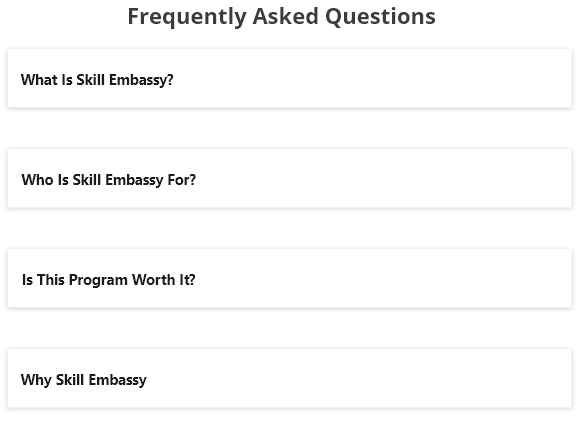 Frequently Asked Questions
What Is Skill Embassy?
Who Is Skill Embassy For?
Is This Program Worth It?
Why Skill Embassy